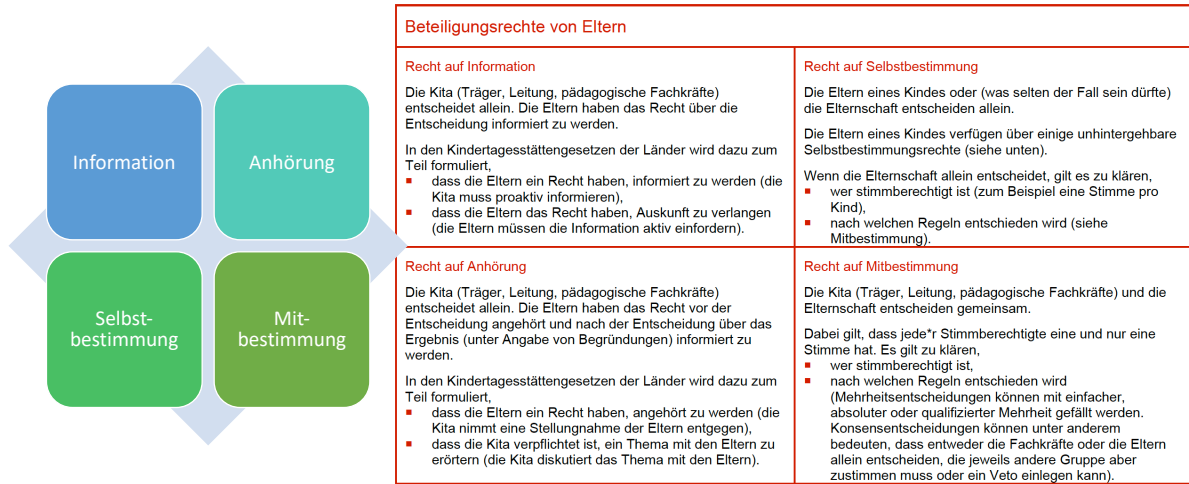 Information
Anhörung
Selbst-
bestimmung
Mit-
bestimmung
Beteiligungsrechte von Eltern
Recht auf Information
Die Kita (Träger, Leitung, pädagogische Fachkräfte)
entscheidet allein. Die Eltern haben das Recht über die
Entscheidung informiert zu werden.
In den Kindertagesstättengesetzen der Länder wird dazu zum
Teil formuliert,
▪ dass die Eltern ein Recht haben, informiert zu werden (die
Kita muss proaktiv informieren),
▪ dass die Eltern das Recht haben, Auskunft zu verlangen
(die Eltern müssen die Information aktiv einfordern).
Recht auf Selbstbestimmung
Die Eltern eines Kindes oder (was selten der Fall sein dürfte)
die Elternschaft entscheiden allein.
Die Eltern eines Kindes verfügen über einige unhintergehbare
Selbstbestimmungsrechte (siehe unten).
Wenn die Elternschaft allein entscheidet, gilt es zu klären,
▪ wer stimmberechtigt ist (zum Beispiel eine Stimme pro
Kind),
▪ nach welchen Regeln entschieden wird (siehe
Mitbestimmung).
Recht auf Anhörung
Die Kita (Träger, Leitung, pädagogische Fachkräfte)
entscheidet allein. Die Eltern haben das Recht vor der
Entscheidung angehört und nach der Entscheidung über das
Ergebnis (unter Angabe von Begründungen) informiert zu
werden.
In den Kindertagesstättengesetzen der Länder wird dazu zum
Teil formuliert,
▪ dass die Eltern ein Recht haben, angehört zu werden (die
Kita nimmt eine Stellungnahme der Eltern entgegen),
▪ dass die Kita verpflichtet ist, ein Thema mit den Eltern zu
erörtern (die Kita diskutiert das Thema mit den Eltern).
Recht auf Mitbestimmung
Die Kita (Träger, Leitung, pädagogische Fachkräfte) und die
Elternschaft entscheiden gemeinsam.
Dabei gilt, dass jede*r Stimmberechtigte eine und nur eine
Stimme hat. Es gilt zu klären,
▪ wer stimmberechtigt ist,
▪ nach welchen Regeln entschieden wird
(Mehrheitsentscheidungen können mit einfacher,
absoluter oder qualifizierter Mehrheit gefällt werden.
Konsensentscheidungen können unter anderem
bedeuten, dass entweder die Fachkräfte oder die Eltern
allein entscheiden, die jeweils andere Gruppe aber
zustimmen muss oder ein Veto einlegen kann).